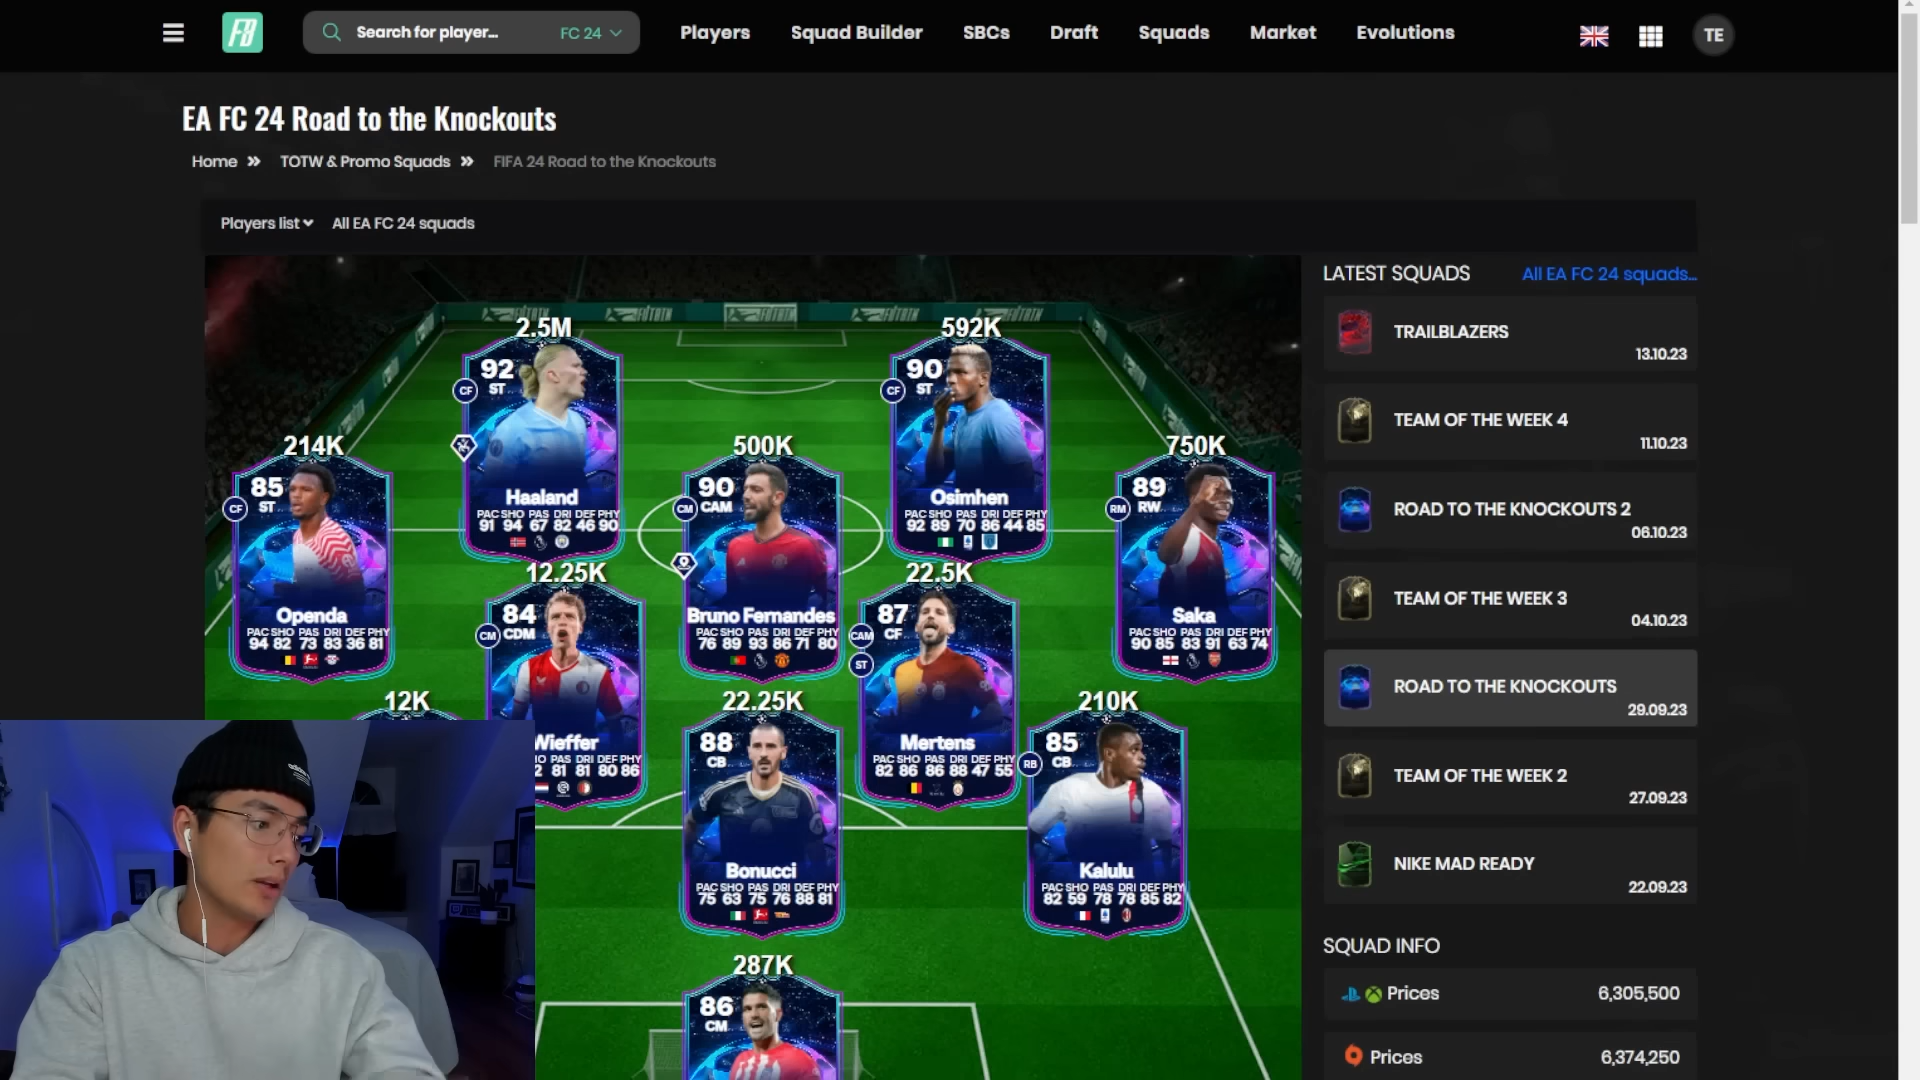 Search for player...
FC 24
Players
Squad Builder
SBCs
Draft
Squads
Market
Evolutions
TE
EA FC 24 Road to the Knockouts
Home » TOTW & Promo Squads » FIFA 24 Road to the Knockouts
Players list
All EA FC 24 squads
2.5M
92
ST
CF
Haaland
PAC SHO PAS DRI DEF PHY
91 94 67 82 46 90
592K
90
ST
CF
Osimhen
PAC SHO PAS DRI DEF PHY
92 89 70 86 44 85
214K
85
ST
CF
Openda
PAC SHO PAS DRI DEF PHY
94 82 73 83 36 81
500K
90
CAM
CM
Bruno Fernandes
PAC SHO PAS DRI DEF PHY
76 89 93 86 71 80
750K
89
RW
RM
Saka
PAC SHO PAS DRI DEF PHY
90 85 83 91 63 74
12.25K
84
CDM
CM
Wieffer
PAS DRI DEF PHY
81 81 80 86
22.5K
87
CF
CAM
ST
Mertens
PAC SHO PAS DRI DEF PHY
82 86 86 88 47 55
12K
22.25K
88
CB
Bonucci
PAC SHO PAS DRI DEF PHY
75 63 75 76 88 81
210K
85
CB
RB
Kalulu
PAC SHO PAS DRI DEF PHY
82 59 78 78 85 82
287K
86
CM
LATEST SQUADS
All EA FC 24 squads...
TRAILBLAZERS
13.10.23
TEAM OF THE WEEK 4
11.10.23
ROAD TO THE KNOCKOUTS 2
06.10.23
TEAM OF THE WEEK 3
04.10.23
ROAD TO THE KNOCKOUTS
29.09.23
TEAM OF THE WEEK 2
27.09.23
NIKE MAD READY
22.09.23
SQUAD INFO
Prices 6,305,500
Prices 6,374,250